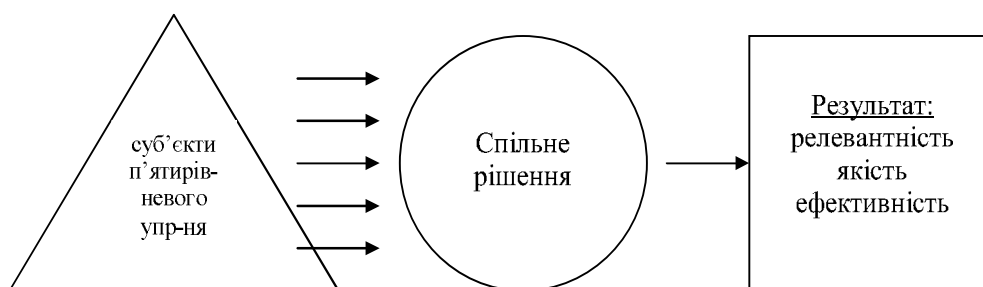 суб’єкти
п’ятирів-
невого
упр-ня
Спільне
рішення
Результат:
релевантність
якість
ефективність